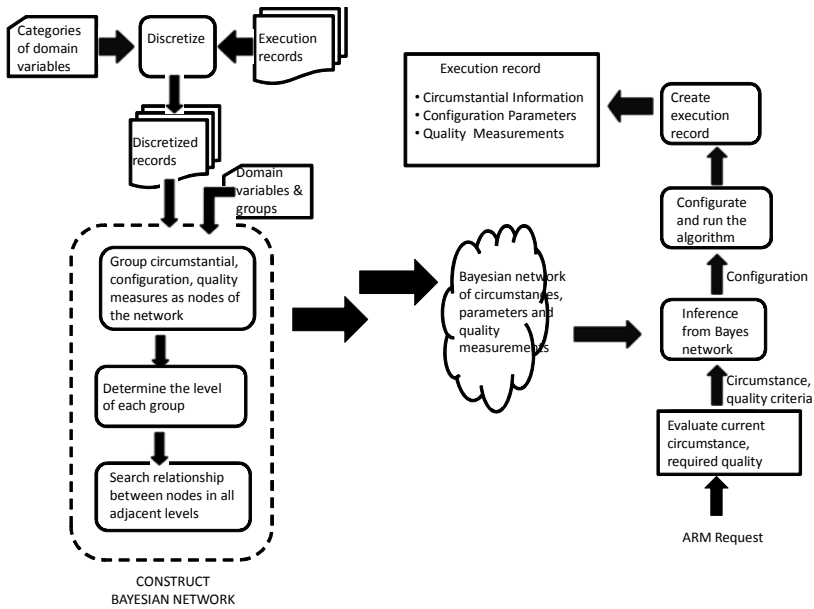 Categories
of domain
variables
Discretize
Execution
records
Discretized
records
Domain
variables &
groups
Group circumstantial,
configuration, quality
measures as nodes of
the network
Determine the level
of each group
Search relationship
between nodes in all
adjacent levels
CONSTRUCT
BAYESIAN NETWORK
Bayesian network
of circumstances,
parameters and
quality
measurements
Execution record
• Circumstantial Information
• Configuration Parameters
• Quality Measurements
Create
execution
record
Configurate
and run the
algorithm
Configuration
Inference
from Bayes
network
Circumstance,
quality criteria
Evaluate current
circumstance,
required quality
ARM Request